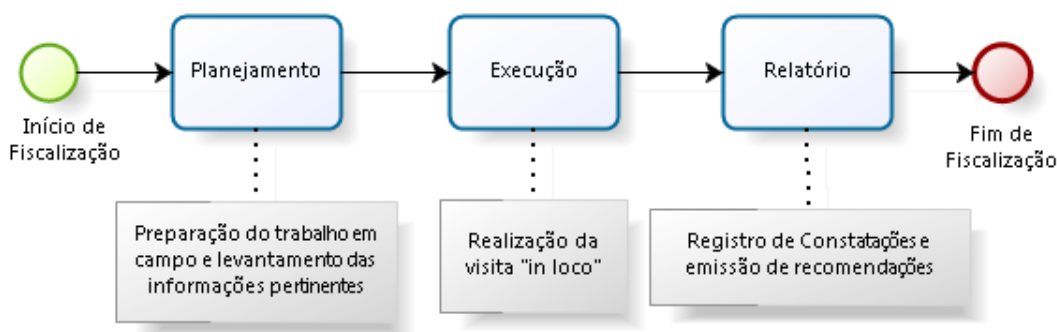 Planejamento
Execução
Relatório
Início de
Fiscalização
Fim de
Fiscalização
Preparação do trabalho em
campo e levantamento das
informações pertinentes
Realização da
visita "in loco"
Registro de Constatações e
emissão de recomendações